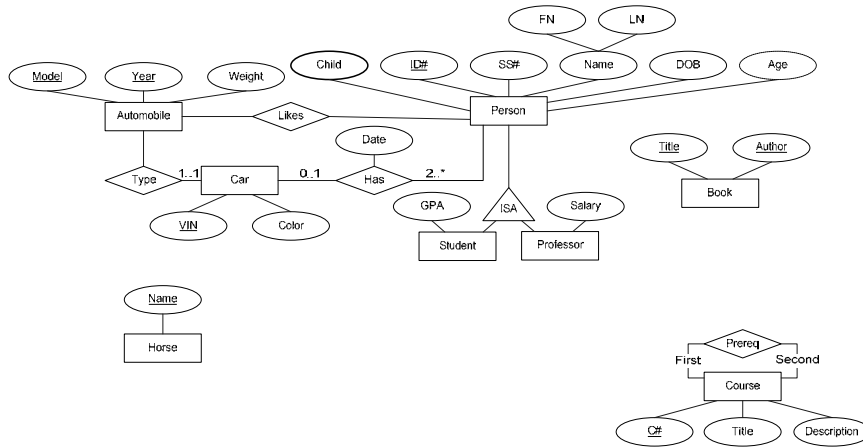 FN LN
Child ID# SS# Name DOB Age
Model Year Weight
Automobile Likes Person
Date
Title Author
Type 1..1 Car 0..1 Has 2..*
Book
GPA ISA Salary
VIN Color
Student Professor
Name
Horse
Prereq
First Second
Course
C# Title Description